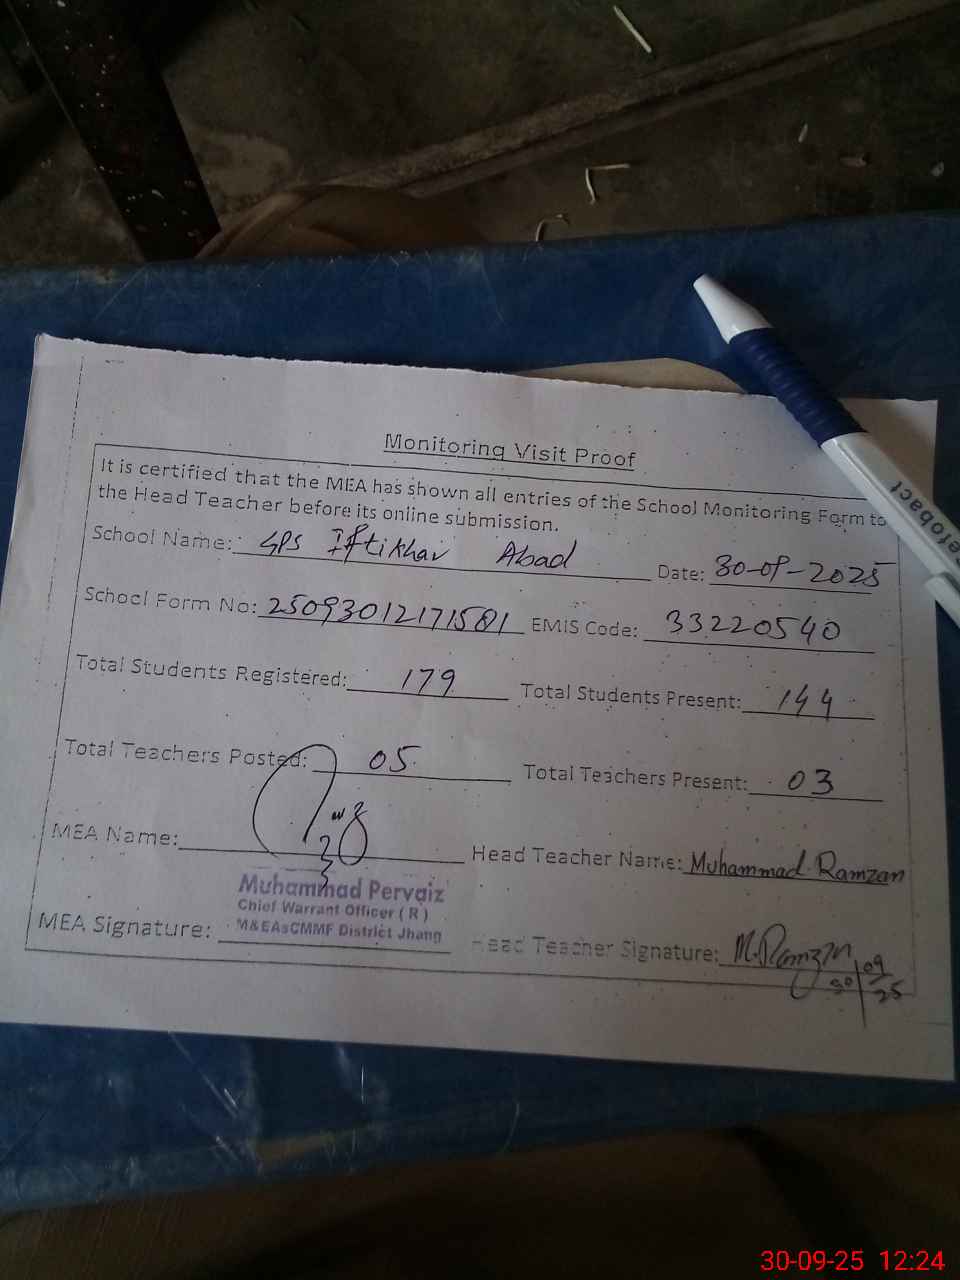 Monitoring Visit Proof
It is certified that the MEA has shown all entries of the School Monitoring Form to
the Head Teacher before its online submission.
School Name: GPS Iftikhar Abad Date: 30-09-2025
School Form No: 25093012171581 EMIS Code: 33220540
Total Students Registered: 179 Total Students Present: 144
Total Teachers Posted: 05 Total Teachers Present: 03
MEA Name: Head Teacher Name: Muhammad Ramzan
Muhammad Pervaiz
Chief Warrant Officer ( R )
M&EAsCMMF District Jhang
MEA Signature: Head Teacher Signature: M.Ramzan
30/09/25
30-09-25 12:24